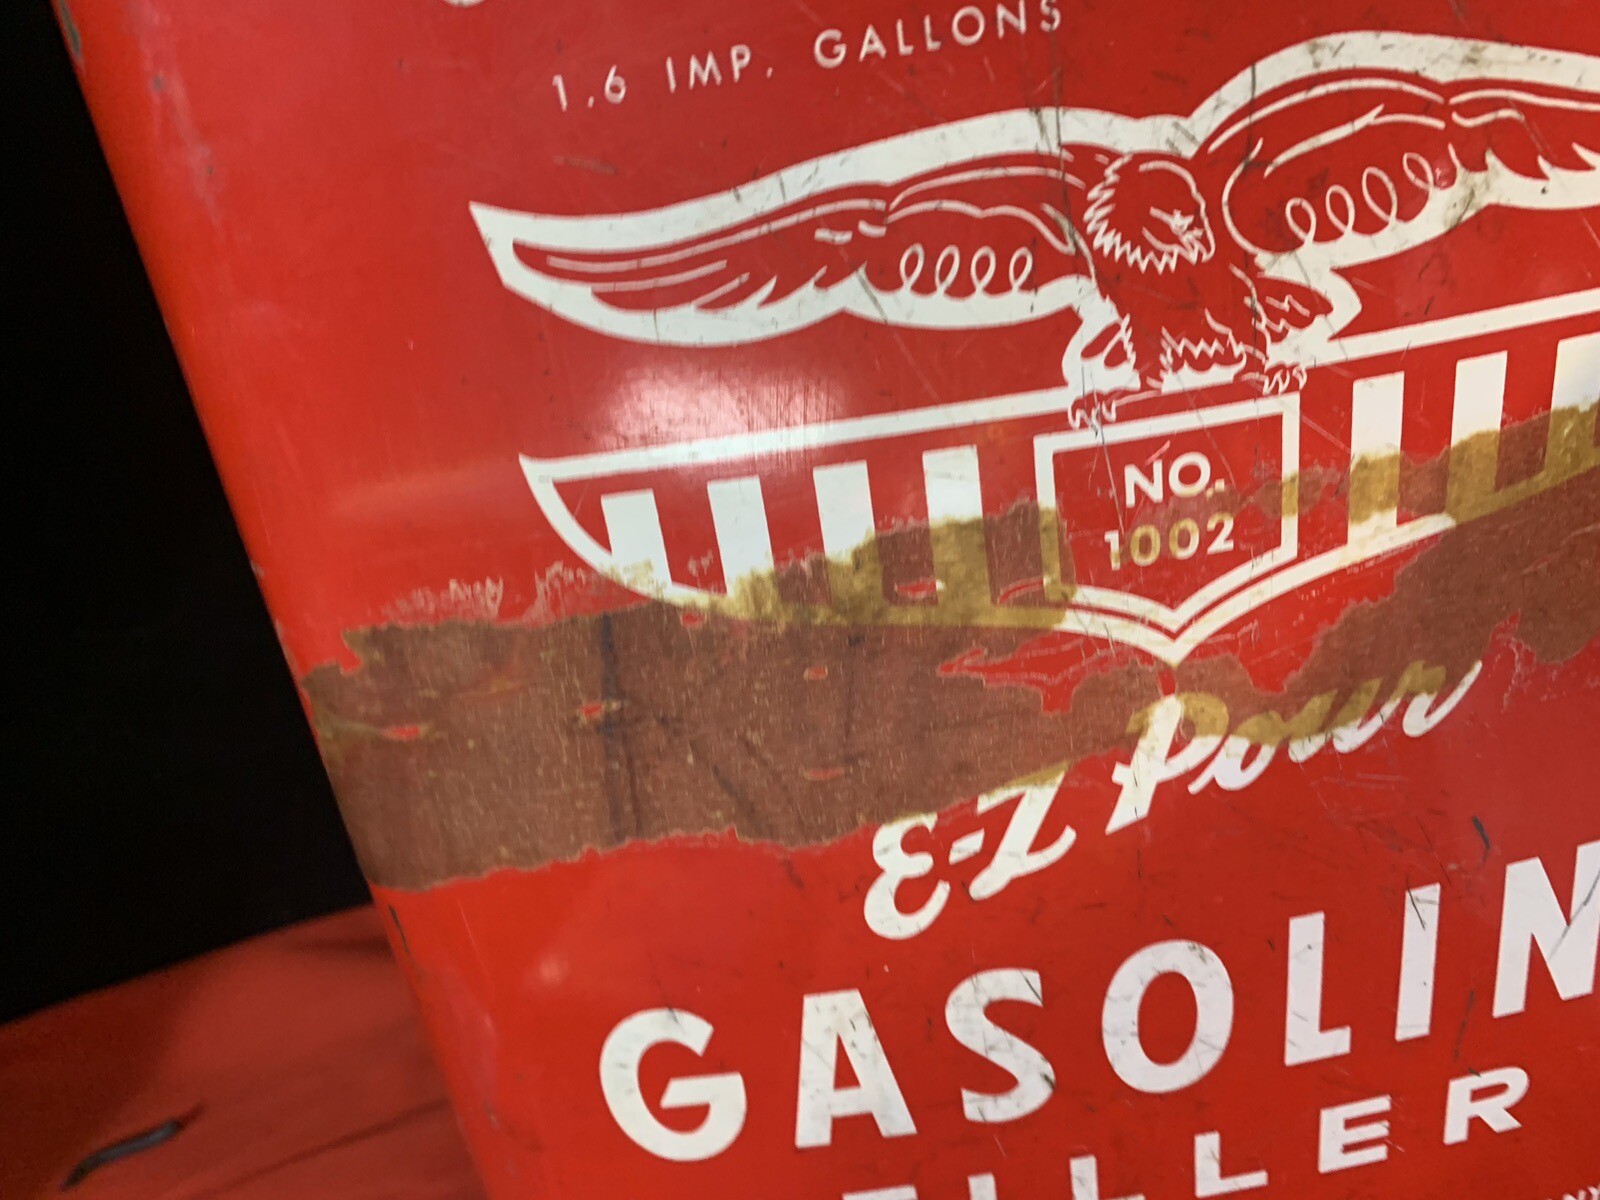 1.6 IMP. GALLONS
NO.
1002
E-Z Pour
GASOLIN
FILLER